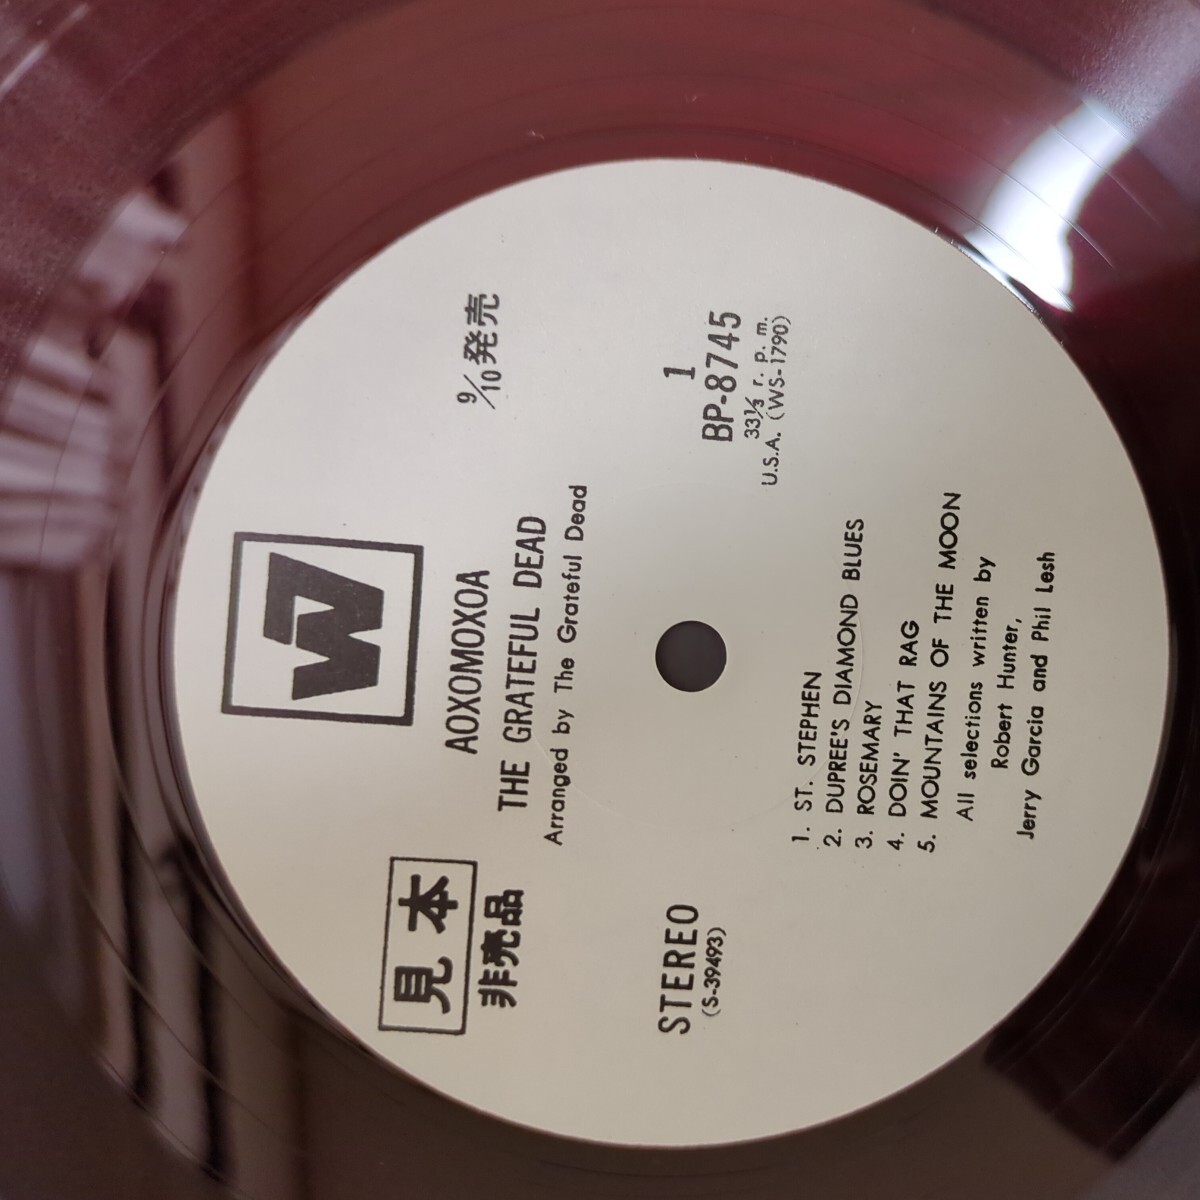 W
見本
非売品
9/10発売
AOXOMOXOA
THE GRATEFUL DEAD
Arranged by The Grateful Dead
STEREO
(S-39493)
1
BP-8745
33⅓ r. p. m.
U.S.A. (WS-1790)
1. ST. STEPHEN
2. DUPREE'S DIAMOND BLUES
3. ROSEMARY
4. DOIN' THAT RAG
5. MOUNTAINS OF THE MOON
All selections written by
Robert Hunter,
Jerry Garcia and Phil Lesh